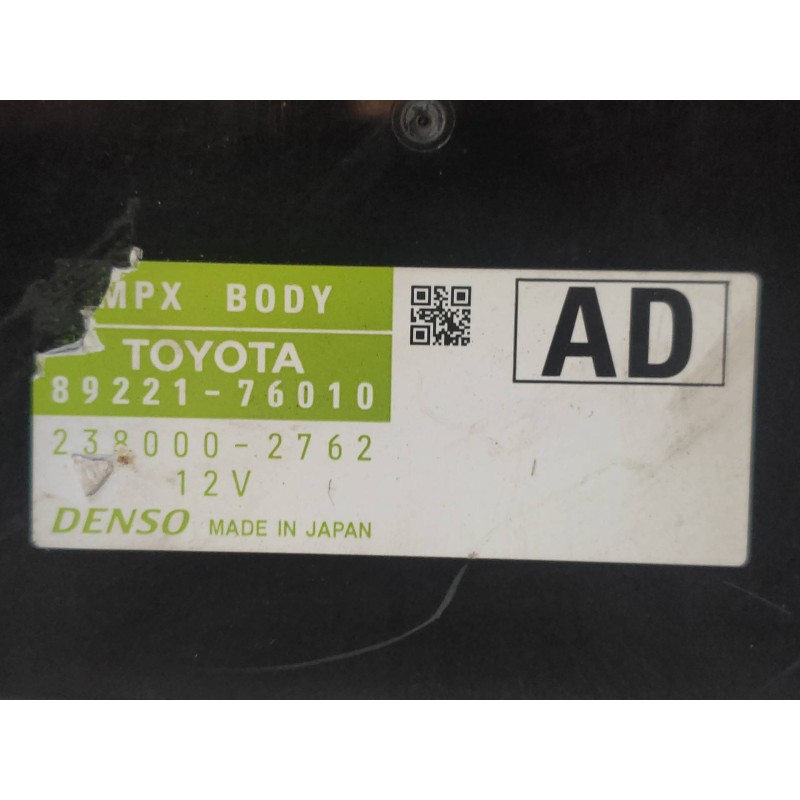 MPX BODY
TOYOTA
89221-76010
238000-2762
12V
DENSO MADE IN JAPAN
AD